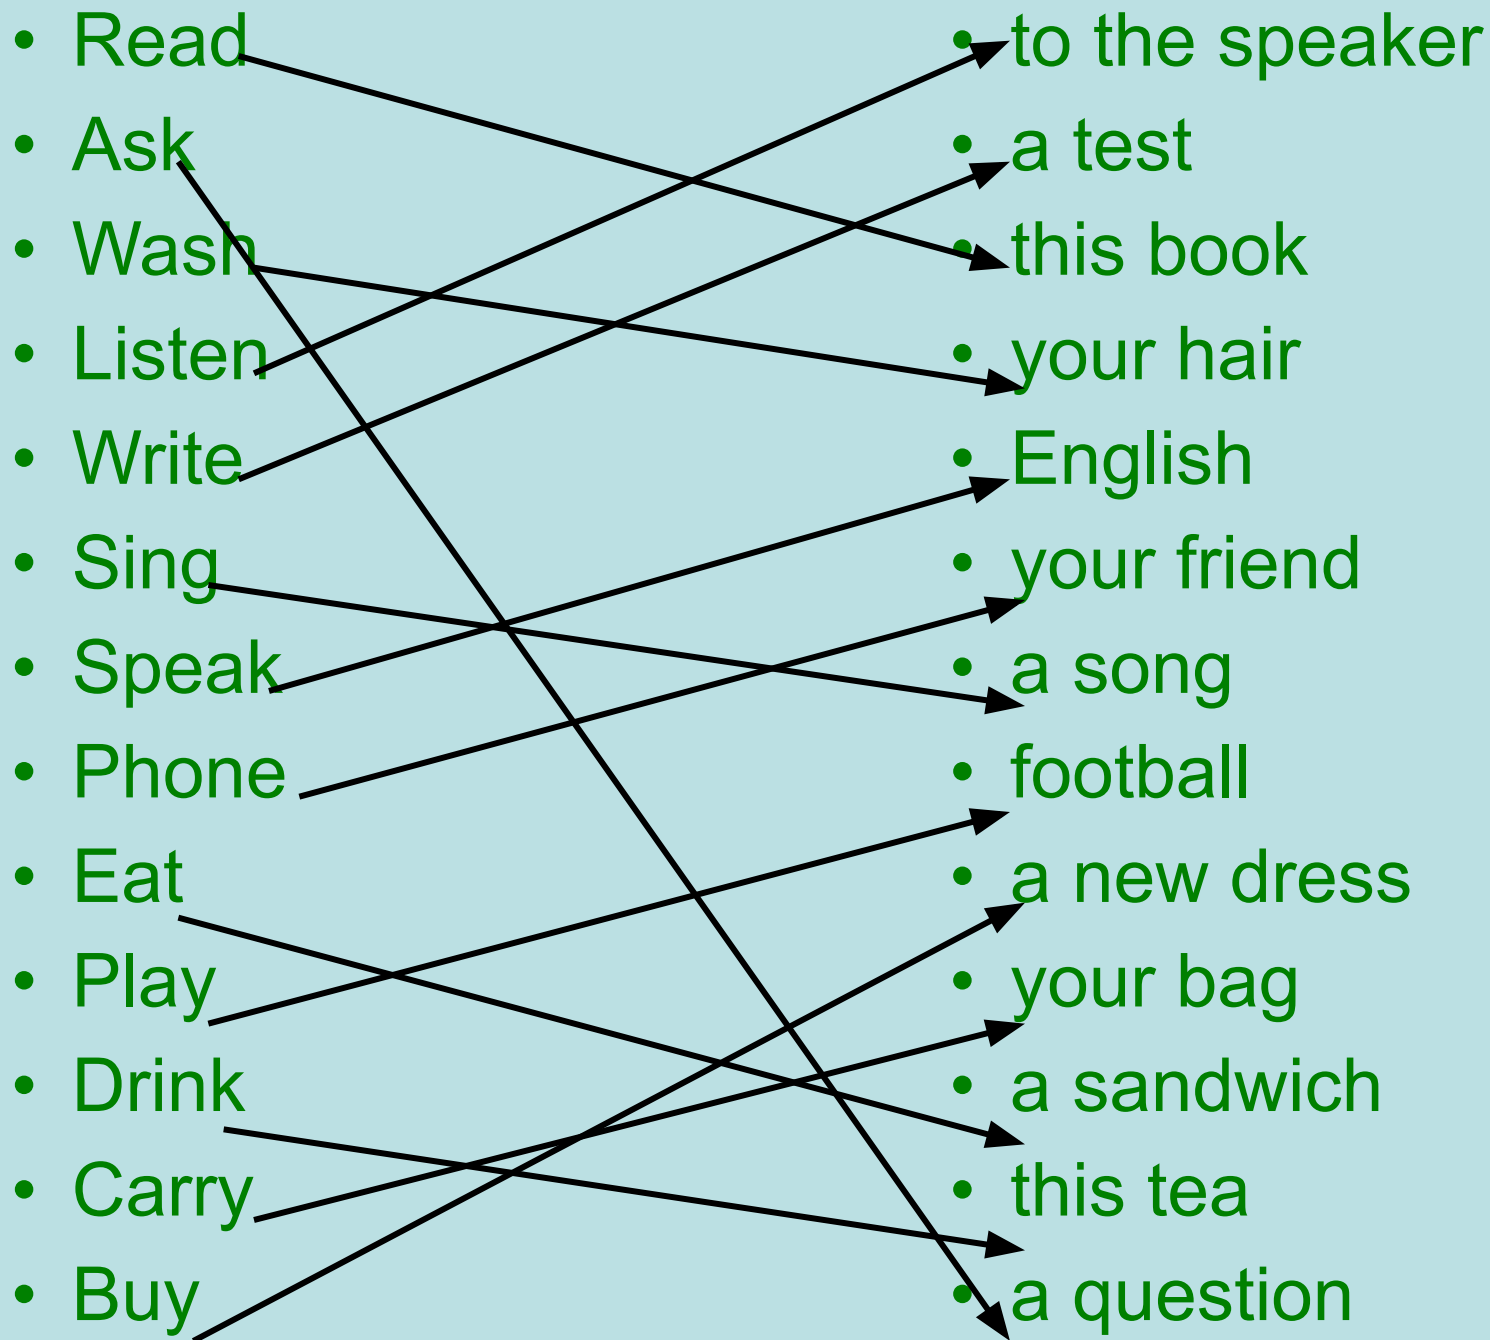 • Read
• Ask
• Wash
• Listen
• Write
• Sing
• Speak
• Phone
• Eat
• Play
• Drink
• Carry
• Buy
• to the speaker
• a test
• this book
• your hair
• English
• your friend
• a song
• football
• a new dress
• your bag
• a sandwich
• this tea
• a question